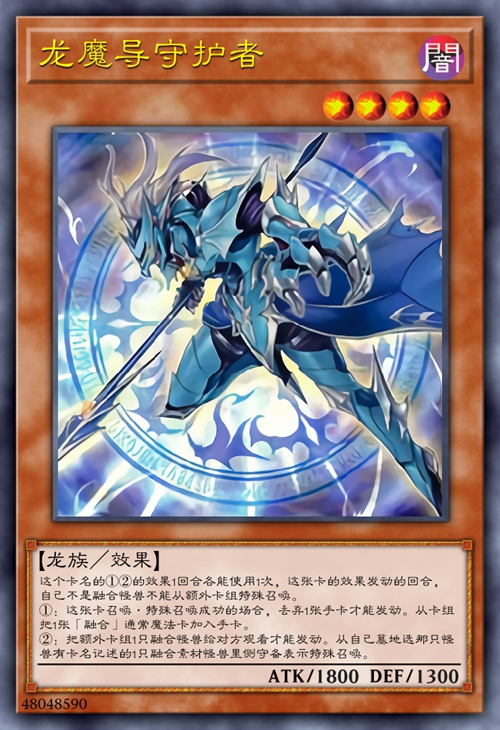 龙魔导守护者
闇
【龙族／效果】
这个卡名的①②的效果1回合各能使用1次，这张卡的效果发动的回合，
自己不是融合怪兽不能从额外卡组特殊召唤。
①：这张卡召唤·特殊召唤成功的场合，丢弃1张手卡才能发动。从卡组
把1张「融合」通常魔法卡加入手卡。
②：把额外卡组1只融合怪兽给对方观看才能发动。从自己墓地选那只怪
兽有卡名记述的1只融合素材怪兽里侧守备表示特殊召唤。
ATK/1800 DEF/1300
48048590